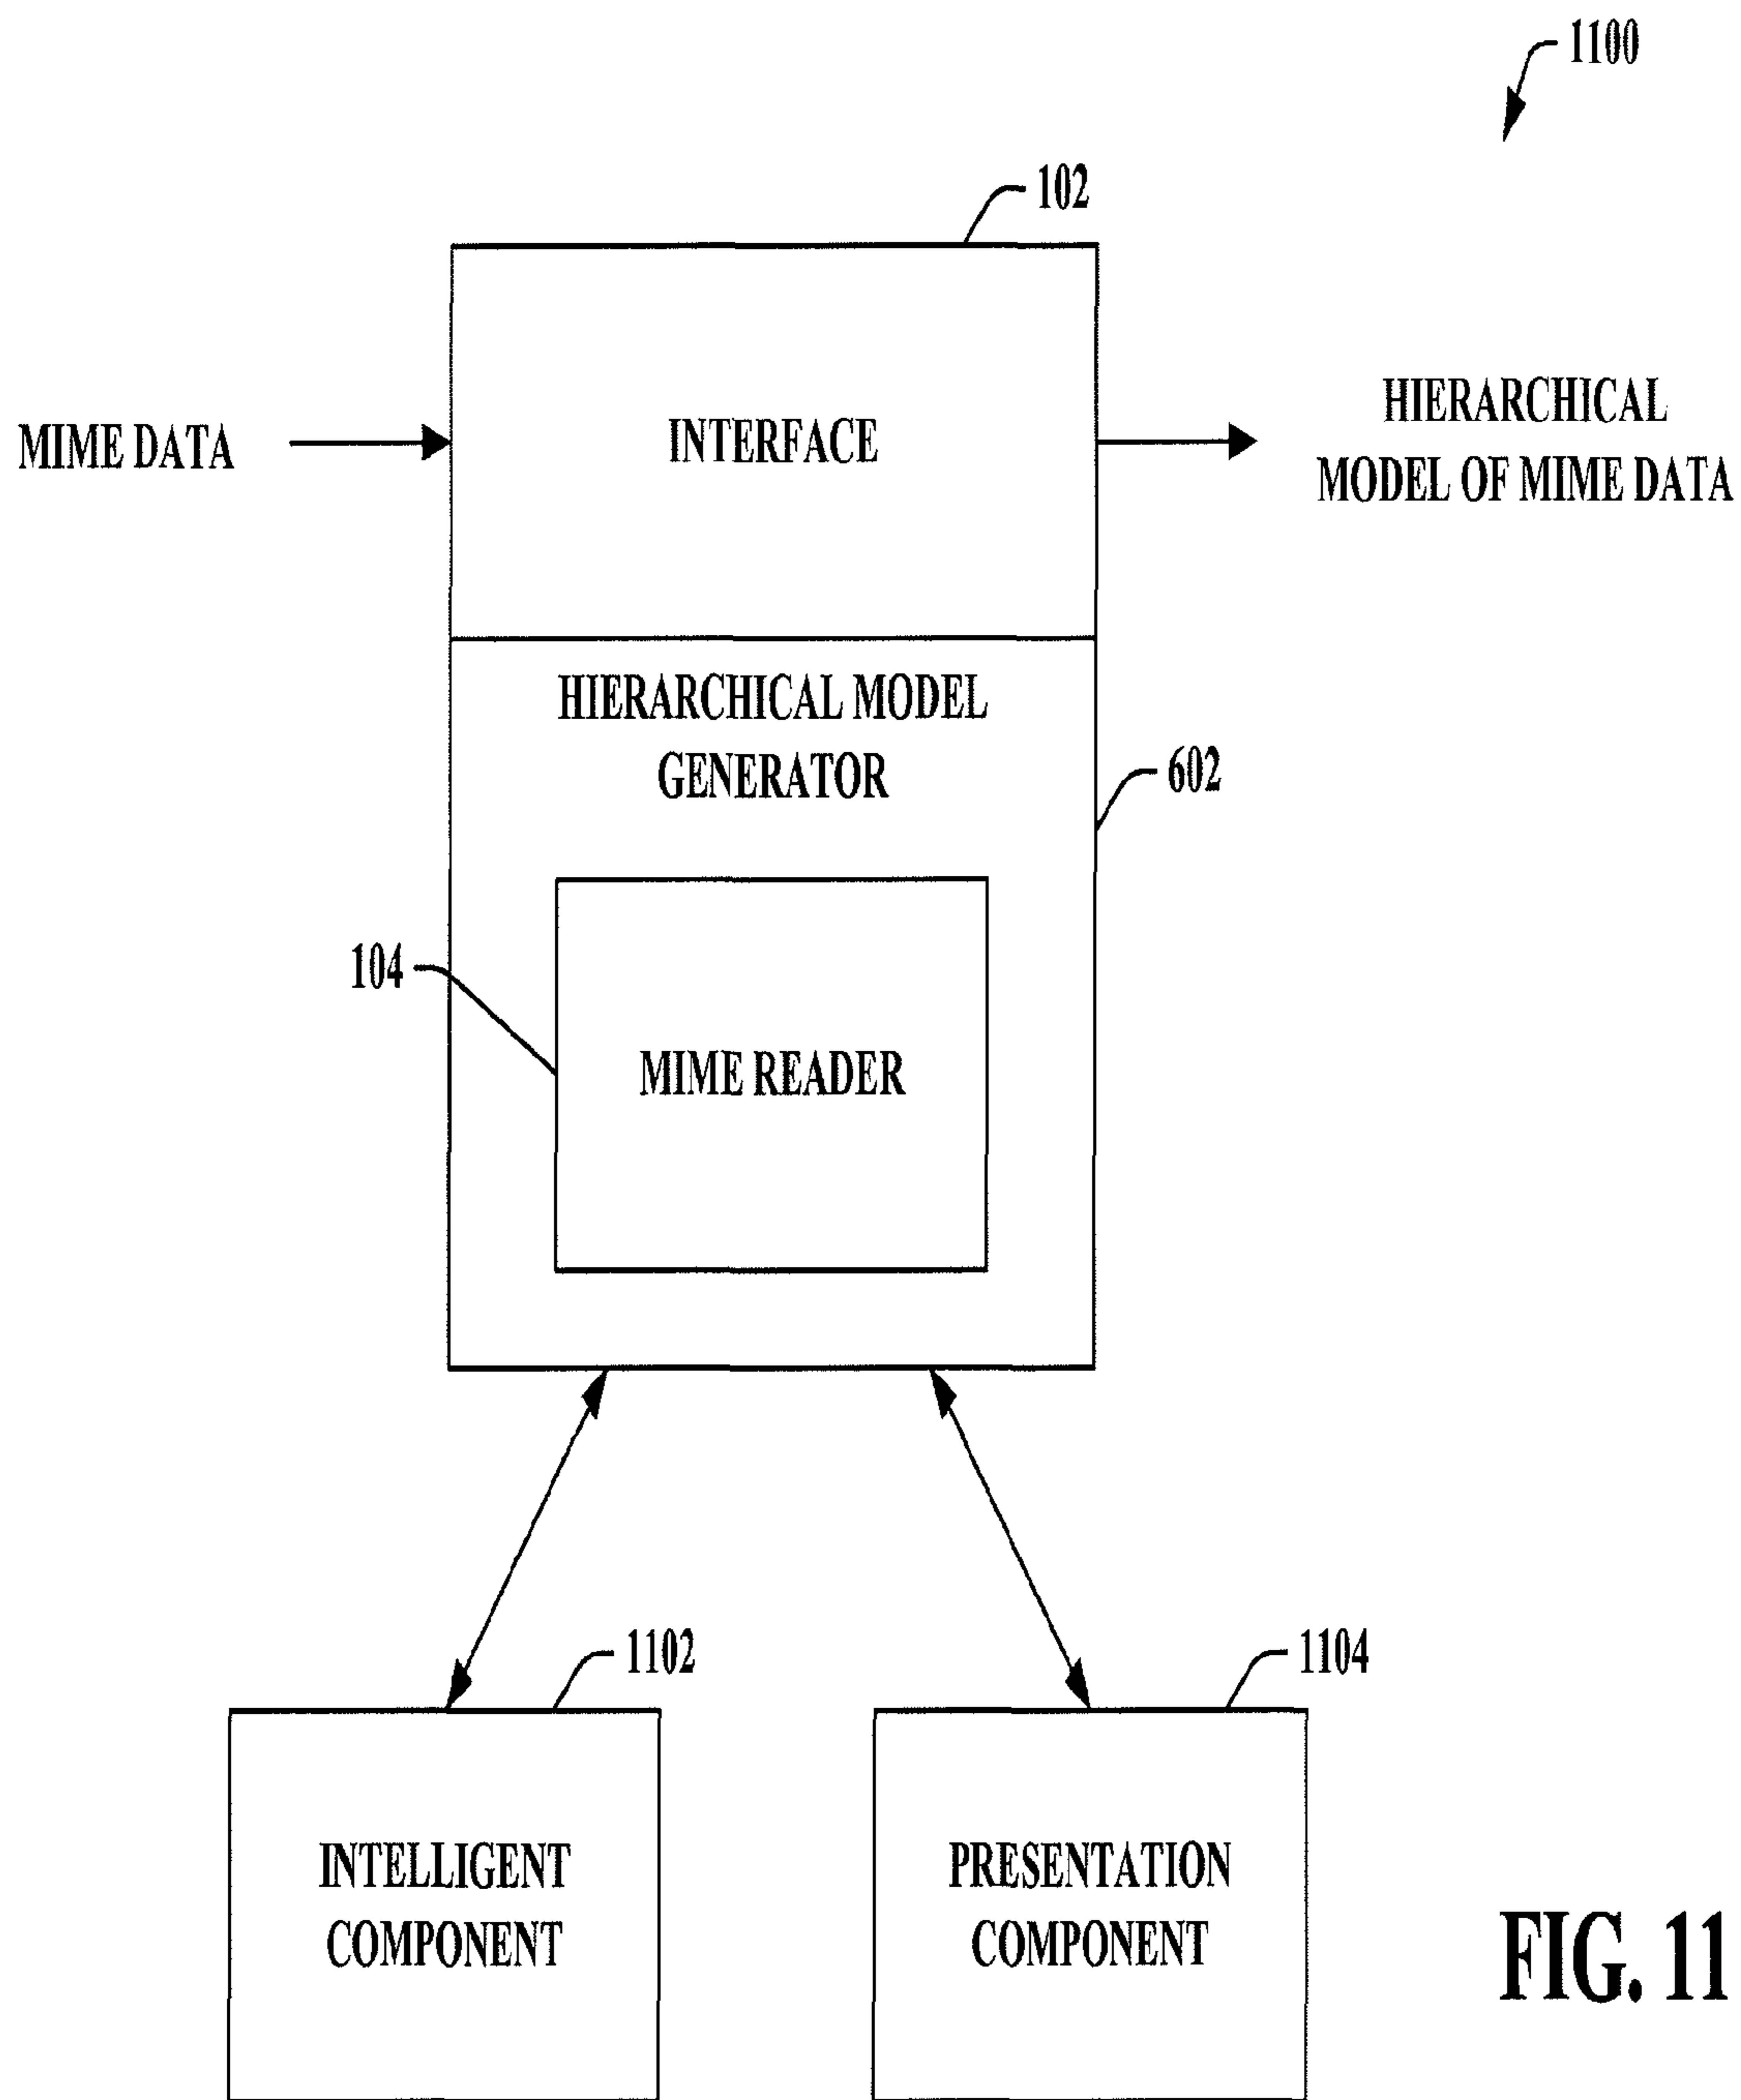 1100
102
MIME DATA
INTERFACE
HIERARCHICAL
MODEL OF MIME DATA
HIERARCHICAL MODEL
GENERATOR
602
104
MIME READER
1102
1104
INTELLIGENT
COMPONENT
PRESENTATION
COMPONENT
FIG. 11